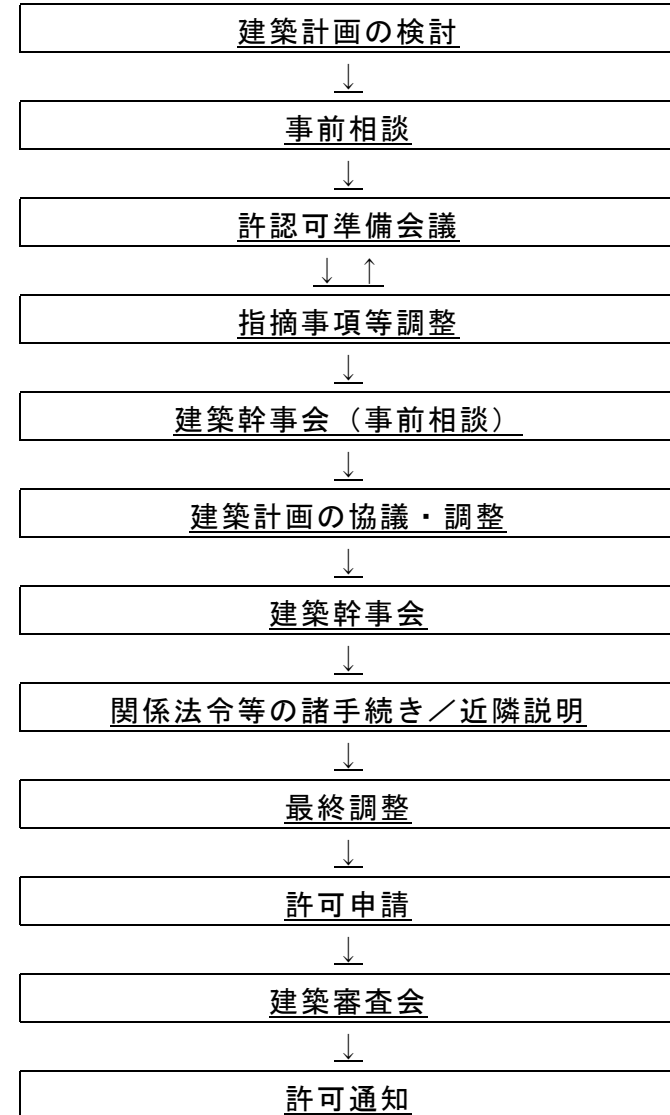 建築計画の検討
↓
事前相談
↓
許認可準備会議
↓ ↑
指摘事項等調整
↓
建築幹事会（事前相談）
↓
建築計画の協議・調整
↓
建築幹事会
↓
関係法令等の諸手続き／近隣説明
↓
最終調整
↓
許可申請
↓
建築審査会
↓
許可通知